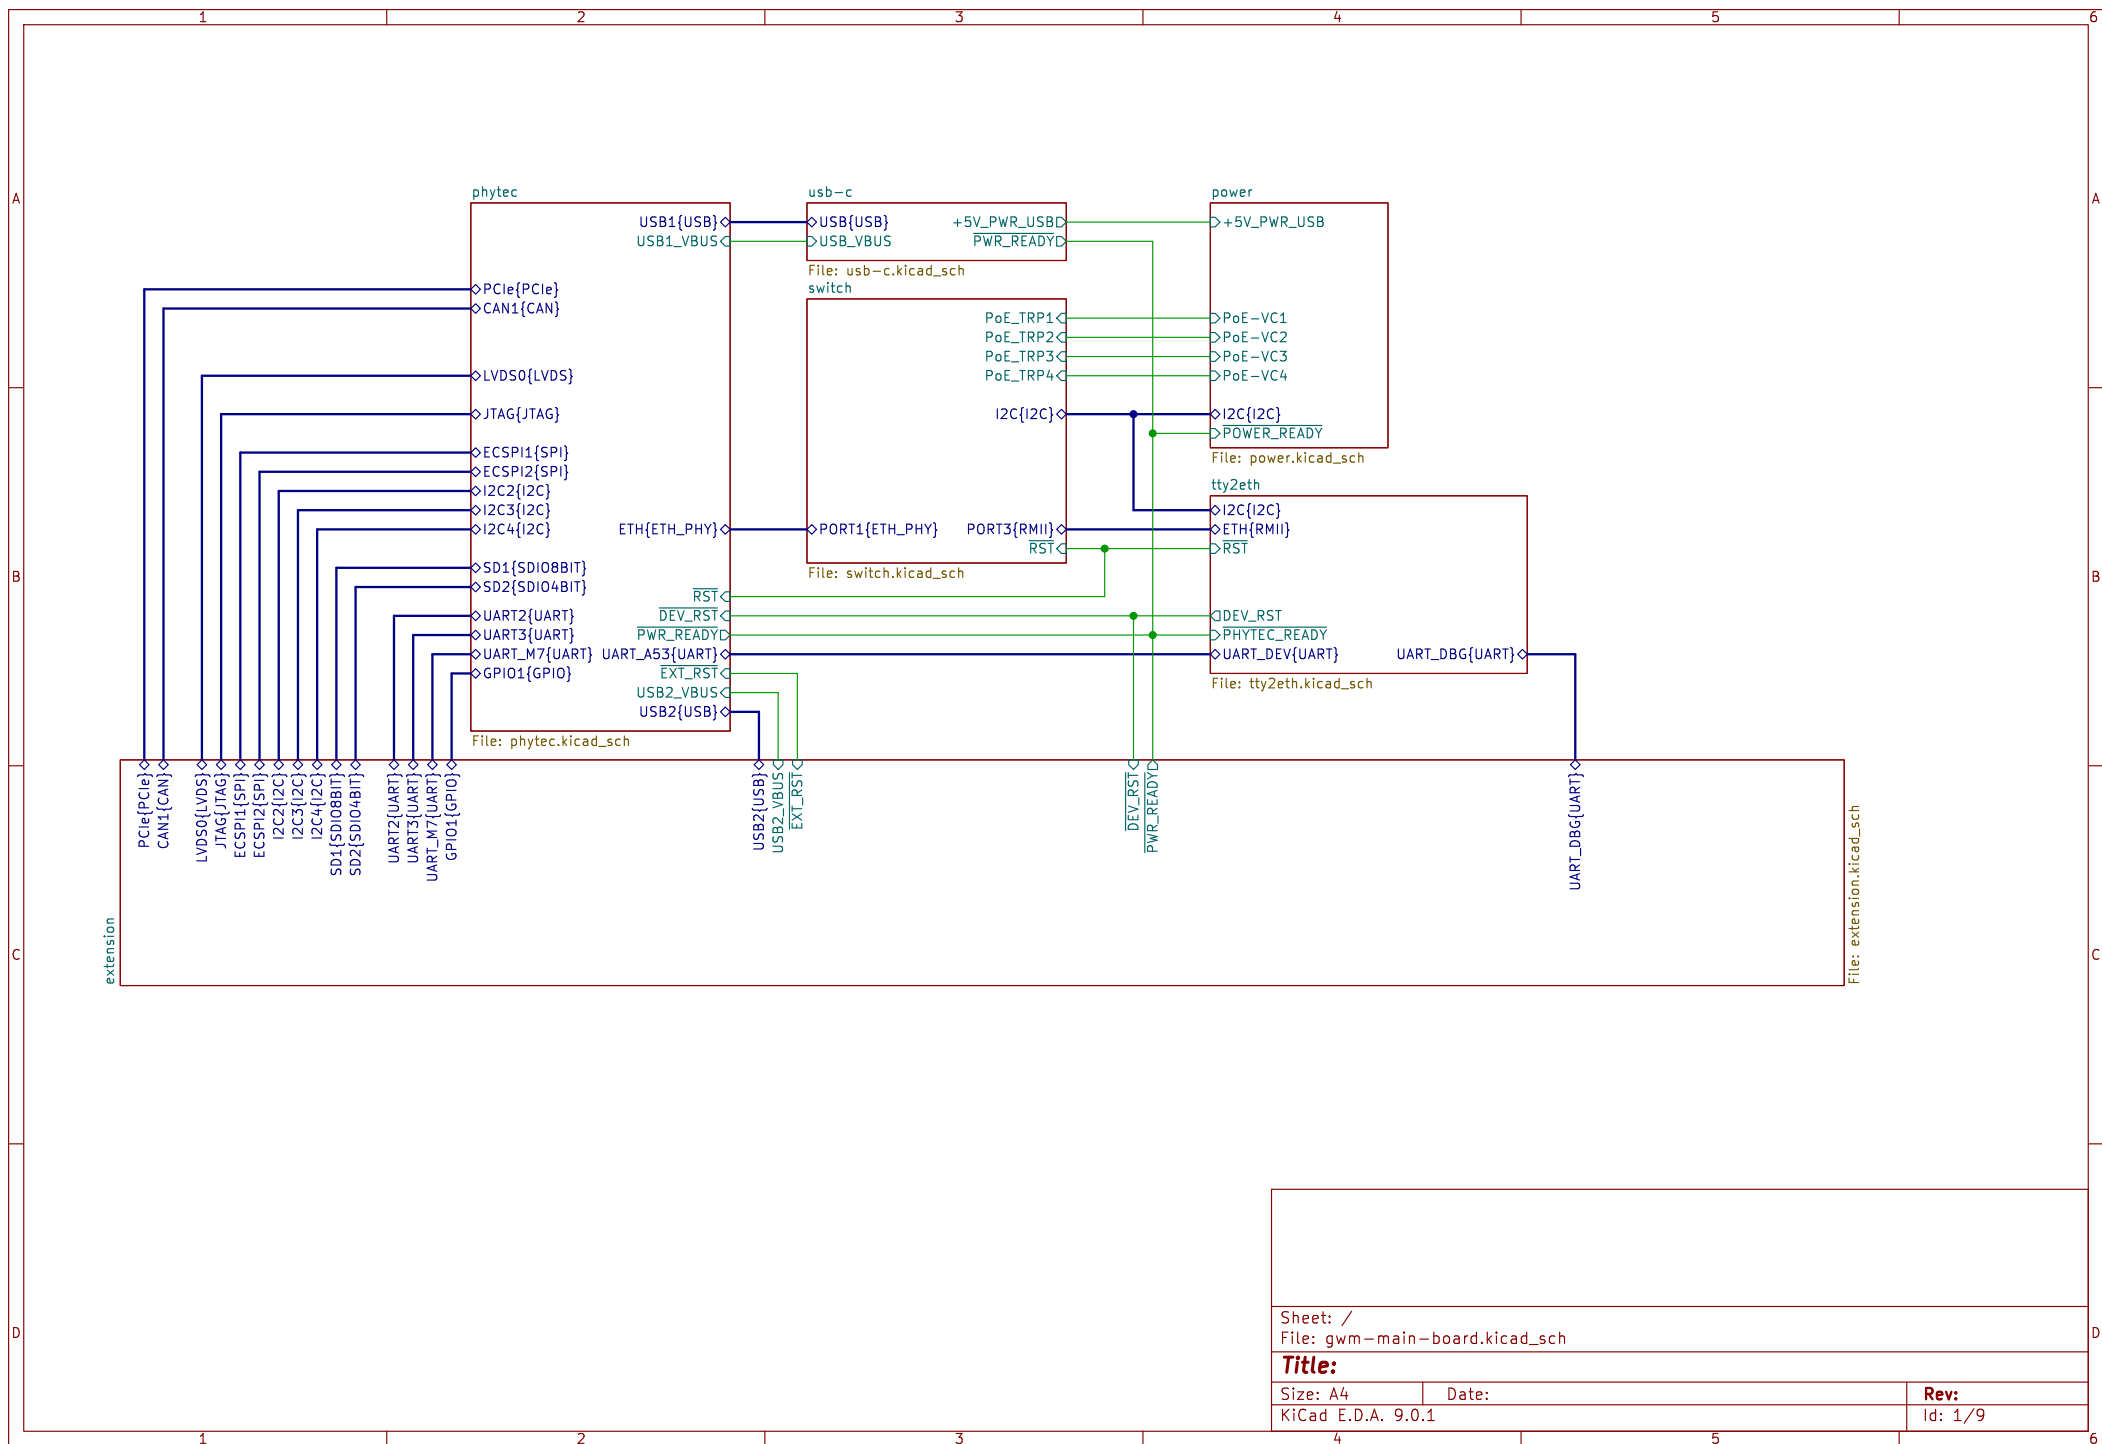 1 2 3 4 5 6
A
A
B
B
C
C
D
D
phytec
USB1{USB}
USB1_VBUS
PCIe{PCIe}
CAN1{CAN}
LVDS0{LVDS}
JTAG{JTAG}
ECSPI1{SPI}
ECSPI2{SPI}
I2C2{I2C}
I2C3{I2C}
I2C4{I2C}
ETH{ETH_PHY}
SD1{SDIO8BIT}
SD2{SDIO4BIT}
RST
UART2{UART}
DEV_RST
UART3{UART}
PWR_READY
UART_M7{UART}
UART_A53{UART}
GPIO1{GPIO}
EXT_RST
USB2_VBUS
USB2{USB}
File: phytec.kicad_sch
usb-c
USB{USB}
+5V_PWR_USB
USB_VBUS
PWR_READY
File: usb-c.kicad_sch
switch
PoE_TRP1
PoE_TRP2
PoE_TRP3
PoE_TRP4
I2C{I2C}
PORT1{ETH_PHY}
PORT3{RMII}
RST
File: switch.kicad_sch
power
+5V_PWR_USB
PoE-VC1
PoE-VC2
PoE-VC3
PoE-VC4
I2C{I2C}
POWER_READY
File: power.kicad_sch
tty2eth
I2C{I2C}
ETH{RMII}
RST
DEV_RST
PHYTEC_READY
UART_DEV{UART}
UART_DBG{UART}
File: tty2eth.kicad_sch
extension
PCIe{PCIe}
CAN1{CAN}
LVDS0{LVDS}
JTAG{JTAG}
ECSPI1{SPI}
ECSPI2{SPI}
I2C2{I2C}
I2C3{I2C}
I2C4{I2C}
SD1{SDIO8BIT}
SD2{SDIO4BIT}
UART2{UART}
UART3{UART}
UART_M7{UART}
GPIO1{GPIO}
USB2{USB}
USB2_VBUS
EXT_RST
DEV_RST
PWR_READY
UART_DBG{UART}
File: extension.kicad_sch
Sheet: /
File: gwm-main-board.kicad_sch
Title:
Size: A4 Date: Rev:
KiCad E.D.A. 9.0.1 Id: 1/9
1 2 3 4 5 6